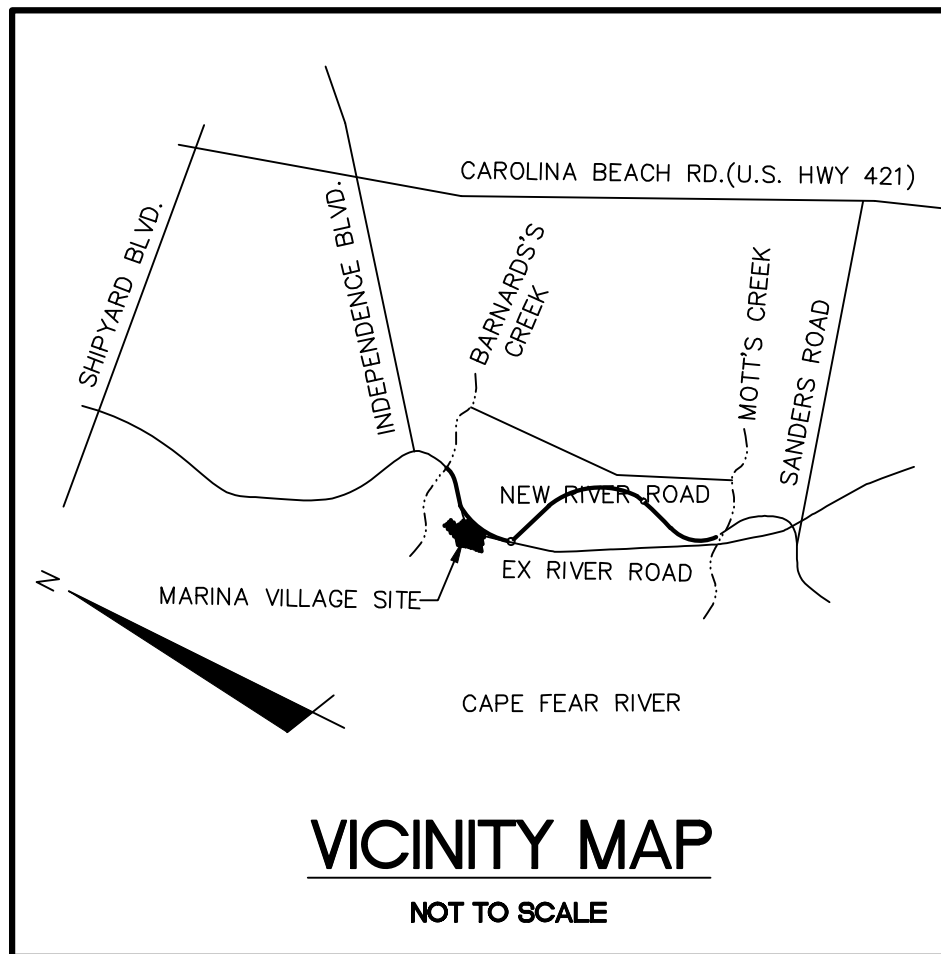 CAROLINA BEACH RD.(U.S. HWY 421)
SHIPYARD BLVD.
INDEPENDENCE BLVD.
BARNARDS'S
CREEK
MOTT'S CREEK
SANDERS ROAD
NEW RIVER ROAD
EX RIVER ROAD
MARINA VILLAGE SITE
N
CAPE FEAR RIVER
VICINITY MAP
NOT TO SCALE